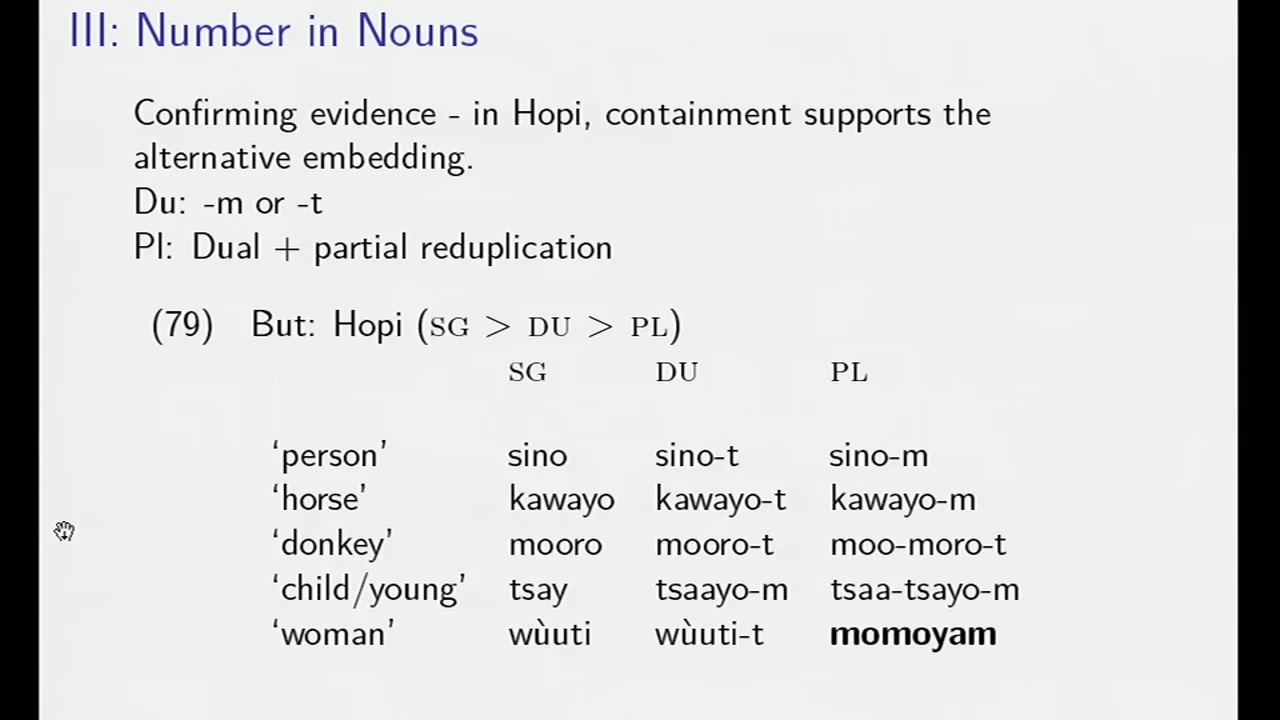 III: Number in Nouns
Confirming evidence - in Hopi, containment supports the
alternative embedding.
Du: -m or -t
Pl: Dual + partial reduplication
(79) But: Hopi (SG > DU > PL)
SG DU PL
‘person’ sino sino-t sino-m
‘horse’ kawayo kawayo-t kawayo-m
‘donkey’ mooro mooro-t moo-moro-t
‘child/young’ tsay tsaayo-m tsaa-tsayo-m
‘woman’ wùuti wùuti-t momoyam